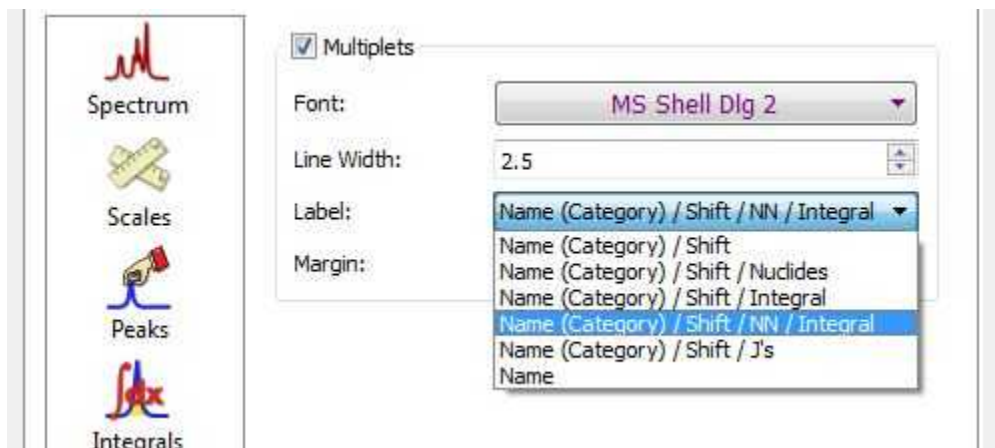 Spectrum
Scales
Peaks
Integrals
Multiplets
Font:
MS Shell Dlg 2
Line Width:
2.5
Label:
Name (Category) / Shift / NN / Integral
Name (Category) / Shift
Name (Category) / Shift / Nuclides
Name (Category) / Shift / Integral
Name (Category) / Shift / NN / Integral
Name (Category) / Shift / J's
Name
Margin: